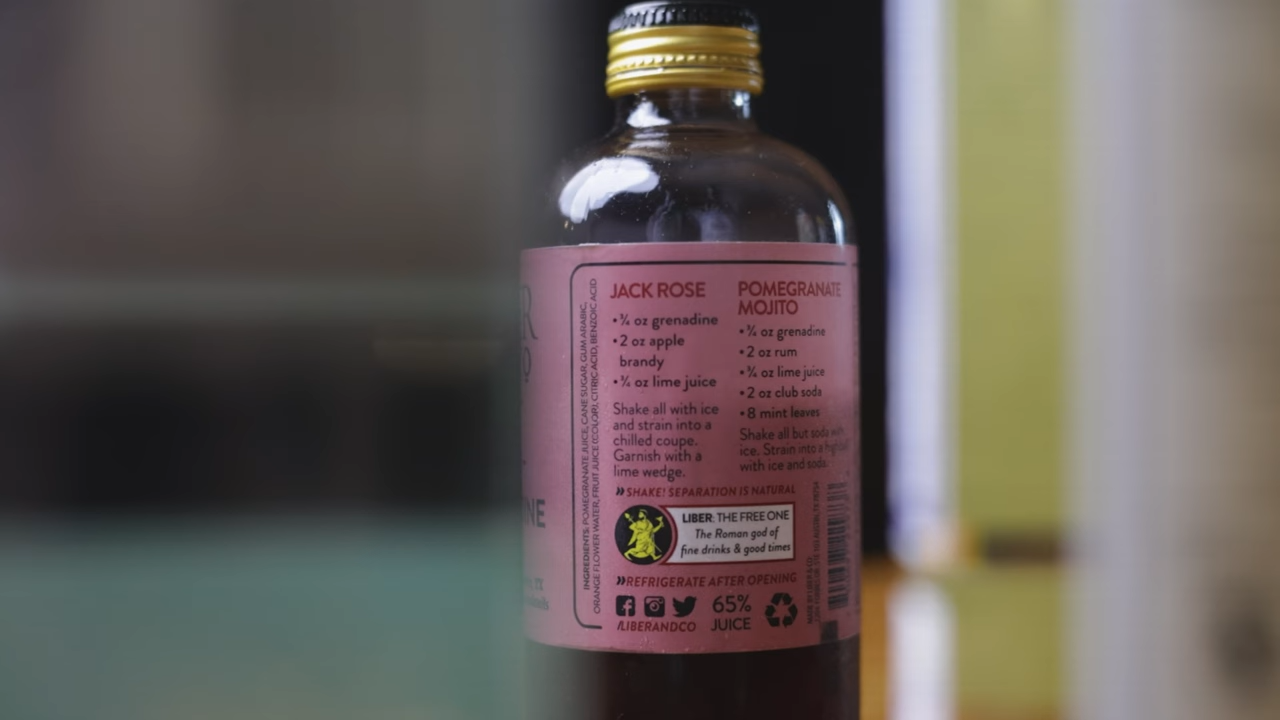 JACK ROSE
•¾ oz grenadine
•2 oz apple
brandy
•¾ oz lime juice
Shake all with ice
and strain into a
chilled coupe.
Garnish with a
lime wedge.
POMEGRANATE
MOJITO
•¾ oz grenadine
•2 oz rum
•¾ oz lime juice
•2 oz club soda
•8 mint leaves
Shake all but soda with
ice. Strain into a highball
with ice and soda.
INGREDIENTS: POMEGRANATE JUICE, CANE SUGAR, GUM ARABIC,
ORANGE FLOWER WATER, FRUIT JUICE (COLOR), CITRIC ACID, BENZOIC ACID
»SHAKE! SEPARATION IS NATURAL
LIBER: THE FREE ONE
The Roman god of
fine drinks & good times
»REFRIGERATE AFTER OPENING
/LIBERANDCO
65%
JUICE
MADE BY LIBER & CO.